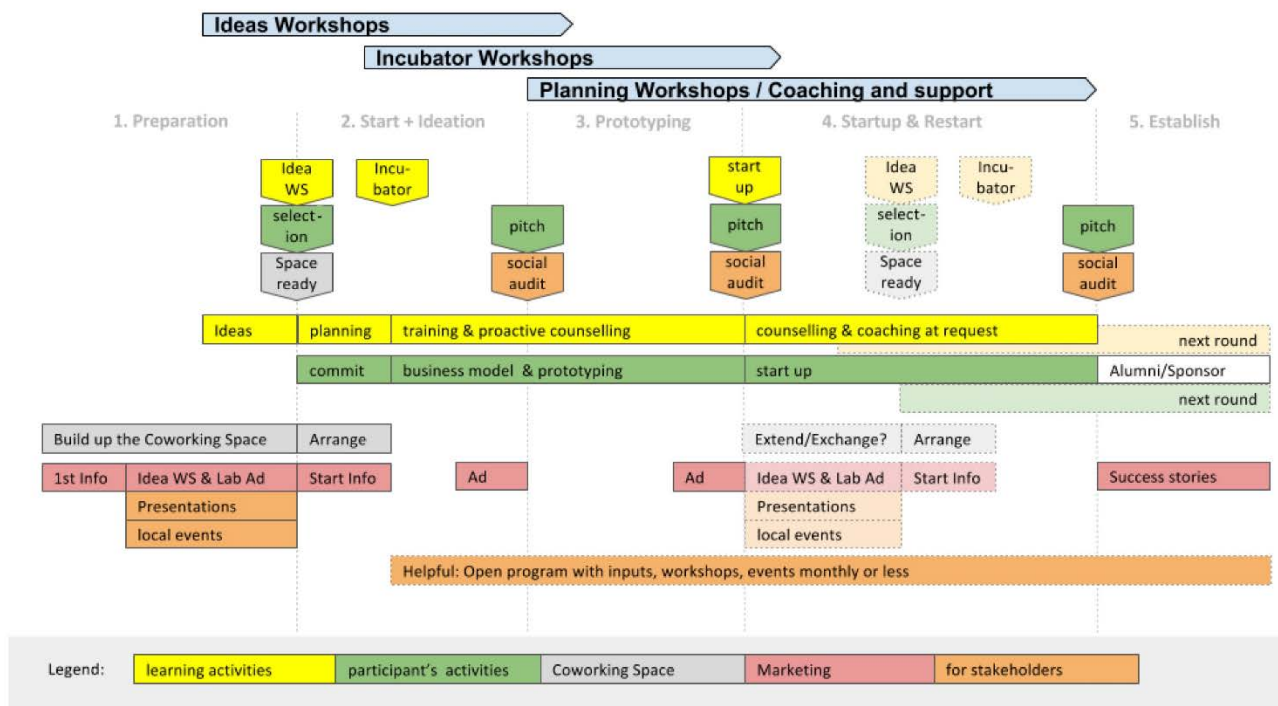 Ideas Workshops
Incubator Workshops
Planning Workshops / Coaching and support
1. Preparation
2. Start + Ideation
3. Prototyping
4. Startup & Restart
5. Establish
Idea
WS
Incu-
bator
start
up
Idea
WS
Incu-
bator
select-
ion
pitch
pitch
select-
ion
pitch
Space
ready
social
audit
social
audit
Space
ready
social
audit
Ideas
planning
training & proactive counselling
counselling & coaching at request
next round
commit
business model & prototyping
start up
Alumni/Sponsor
next round
Build up the Coworking Space
Arrange
Extend/Exchange?
Arrange
1st Info
Idea WS & Lab Ad
Start Info
Ad
Ad
Idea WS & Lab Ad
Start Info
Success stories
Presentations
Presentations
local events
local events
Helpful: Open program with inputs, workshops, events monthly or less
Legend:
learning activities
participant's activities
Coworking Space
Marketing
for stakeholders